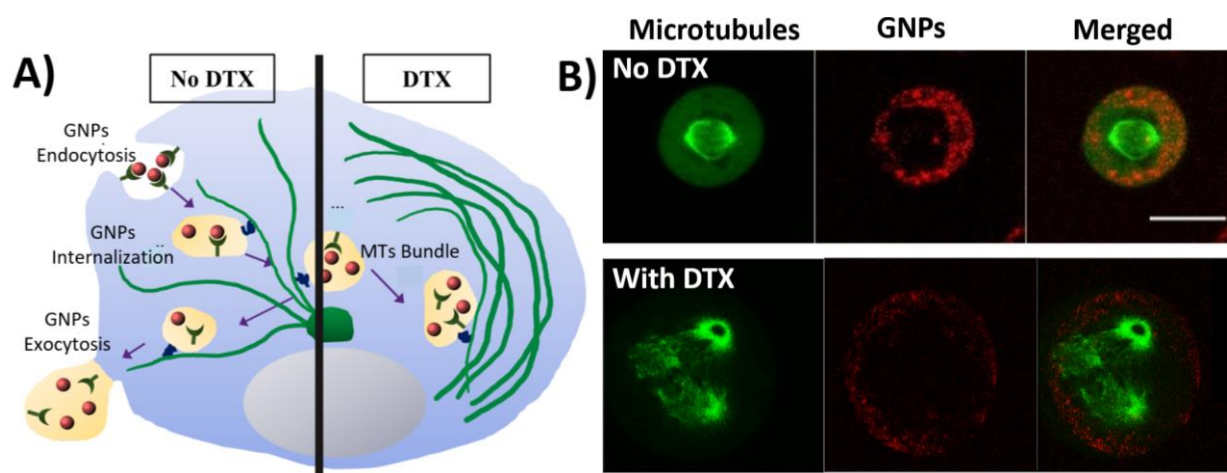 A)
No DTX
DTX
GNPs
Endocytosis
GNPs
Internalization
...
MTs Bundle
GNPs
Exocytosis
B)
Microtubules GNPs Merged
No DTX
With DTX